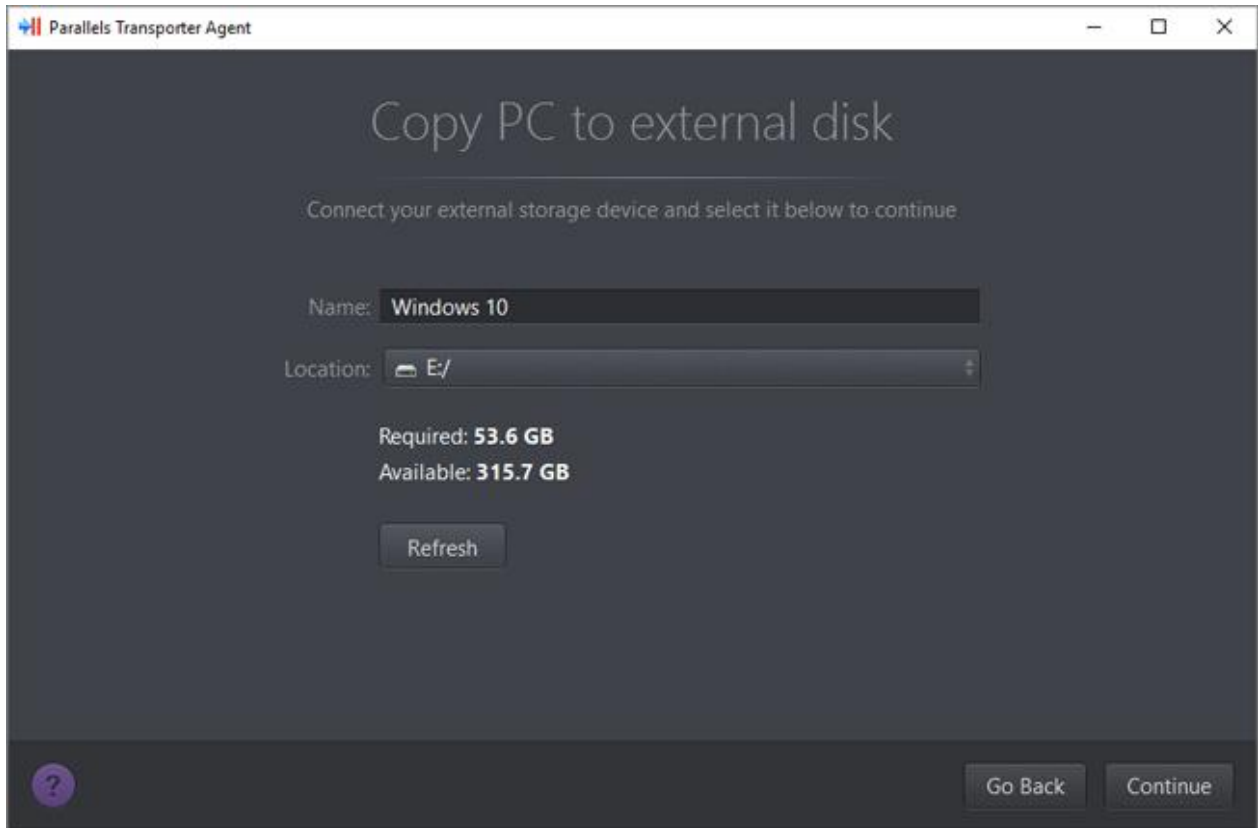 Parallels Transporter Agent
Copy PC to external disk
Connect your external storage device and select it below to continue
Name: Windows 10
Location: E:/
Required: 53.6 GB
Available: 315.7 GB
Refresh
? Go Back Continue